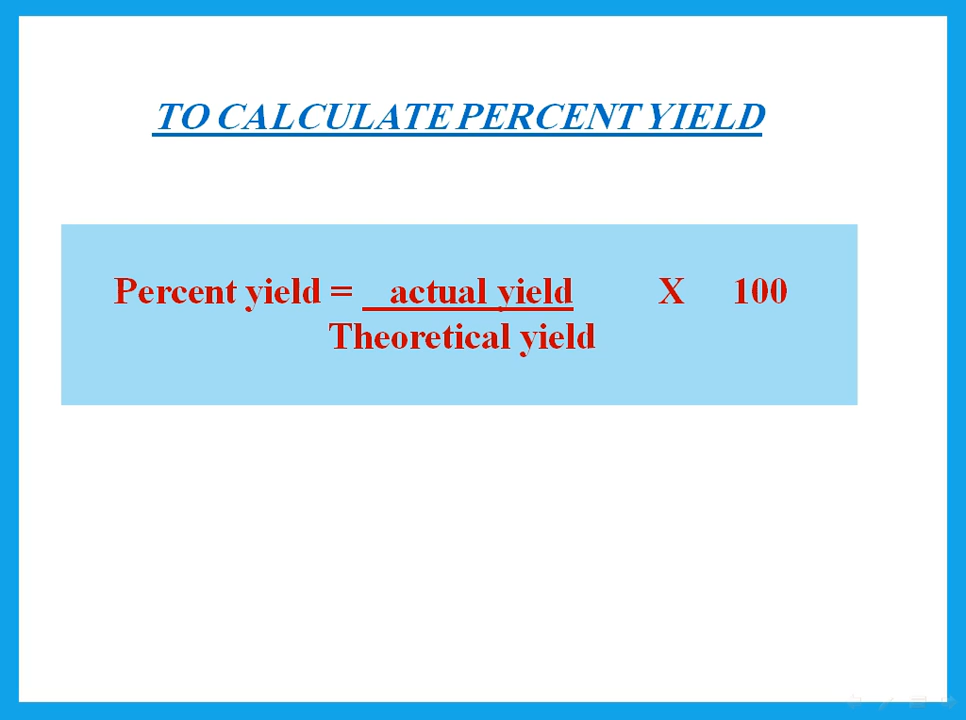 TO CALCULATE PERCENT YIELD
Percent yield = actual yield X 100
Theoretical yield